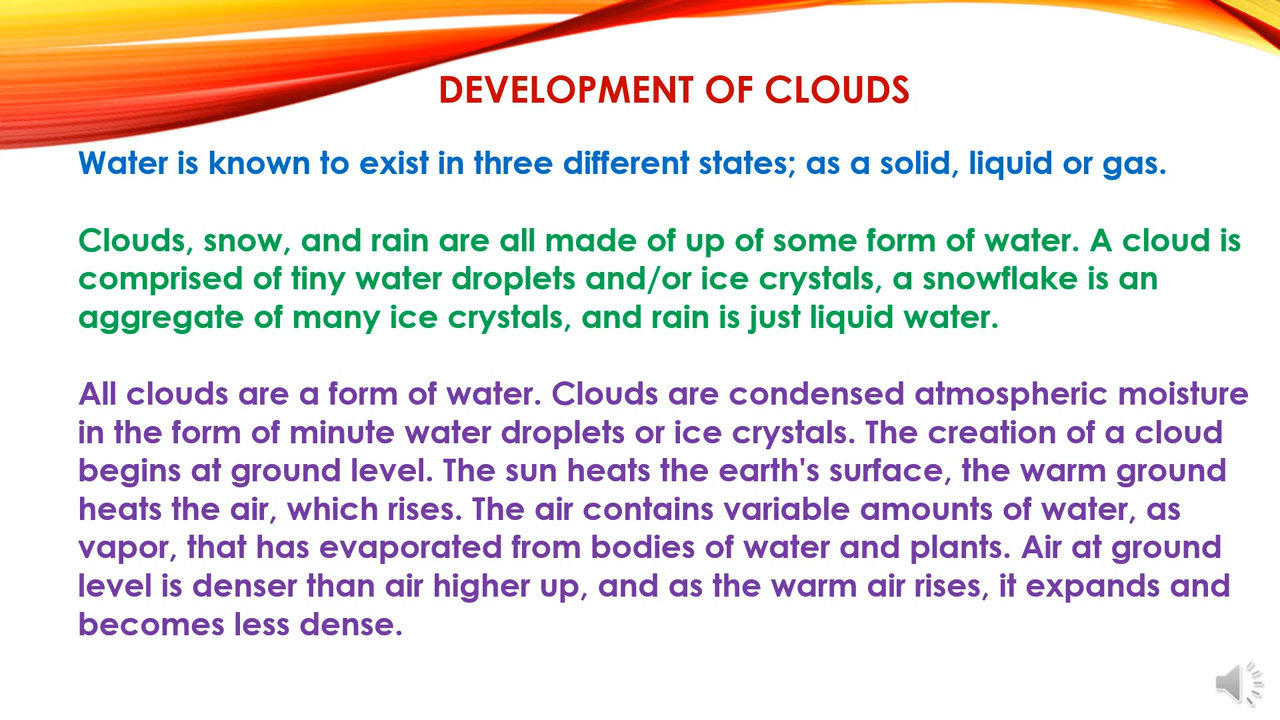 DEVELOPMENT OF CLOUDS
Water is known to exist in three different states; as a solid, liquid or gas.
Clouds, snow, and rain are all made of up of some form of water. A cloud is
comprised of tiny water droplets and/or ice crystals, a snowflake is an
aggregate of many ice crystals, and rain is just liquid water.
All clouds are a form of water. Clouds are condensed atmospheric moisture
in the form of minute water droplets or ice crystals. The creation of a cloud
begins at ground level. The sun heats the earth's surface, the warm ground
heats the air, which rises. The air contains variable amounts of water, as
vapor, that has evaporated from bodies of water and plants. Air at ground
level is denser than air higher up, and as the warm air rises, it expands and
becomes less dense.